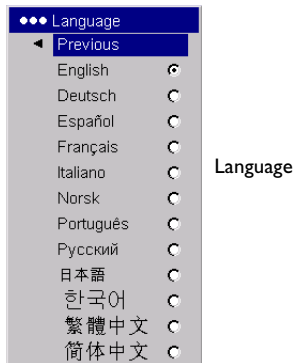 Language
Previous
English
Deutsch
Español
Français
Italiano
Norsk
Português
Русский
日本語
한국어
繁體中文
简体中文
Language